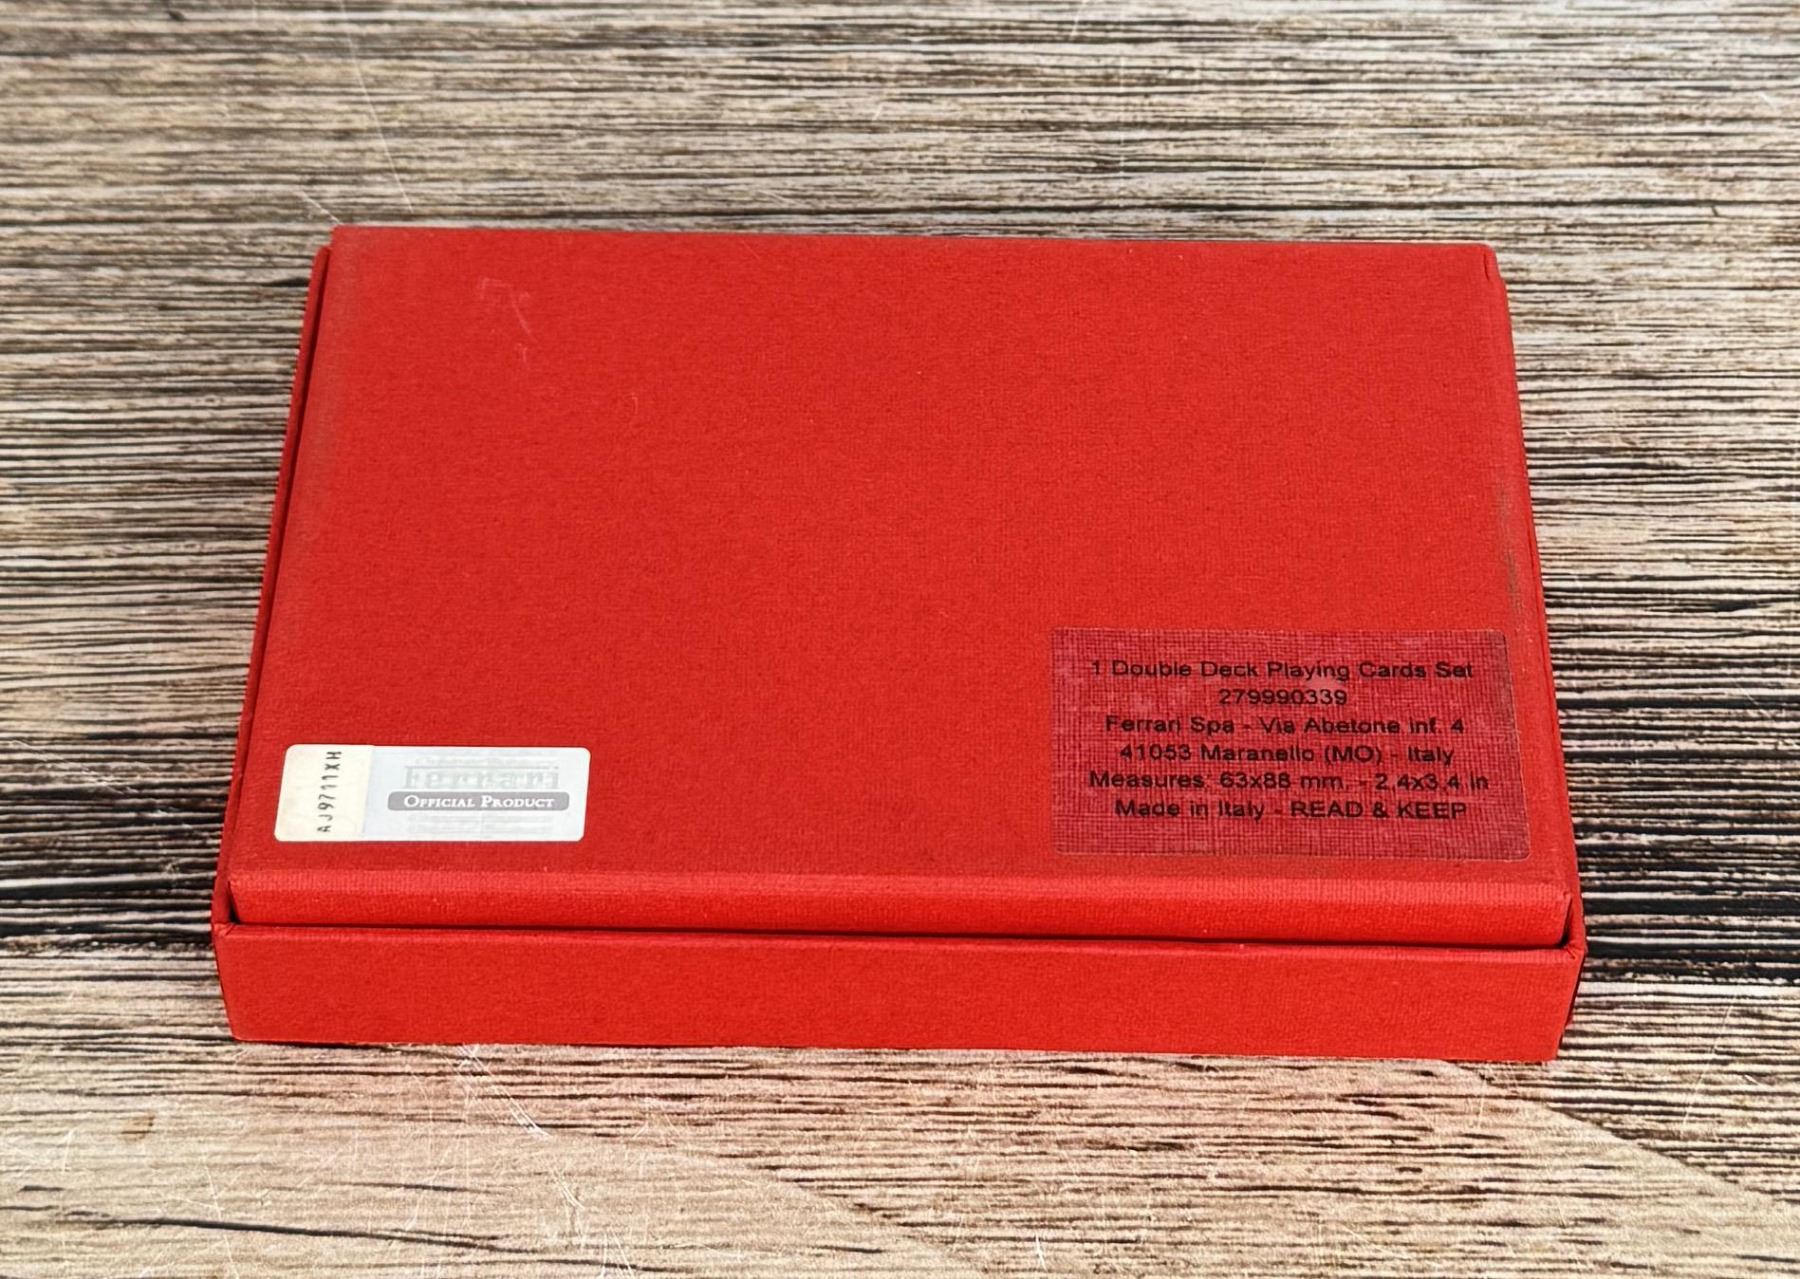 1 Double Deck Playing Cards Set
279990339
Ferrari Spa - Via Abetone inf. 4
41053 Maranello (MO) - Italy
Measures: 63x88 mm. - 2,4x3,4 in
Made in Italy - READ & KEEP
AJ9711XH
Ferrari
OFFICIAL PRODUCT